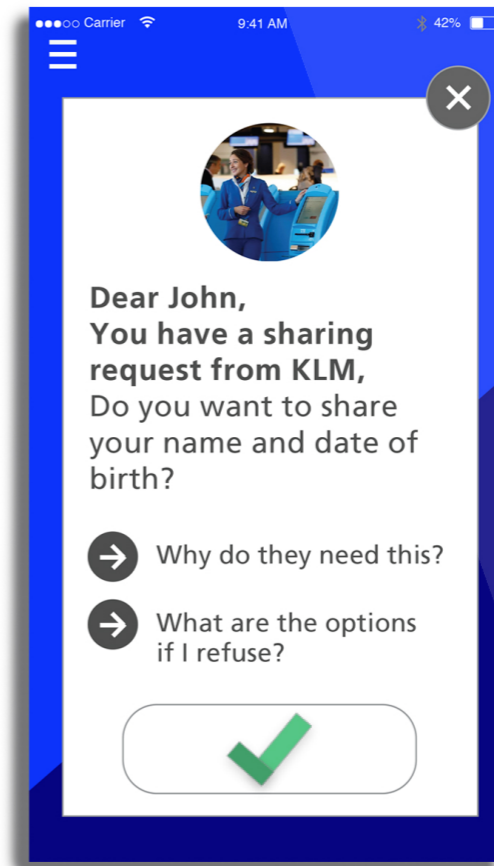 ●●●○○ Carrier 9:41 AM 42%
Dear John,
You have a sharing
request from KLM,
Do you want to share
your name and date of
birth?
Why do they need this?
What are the options
if I refuse?